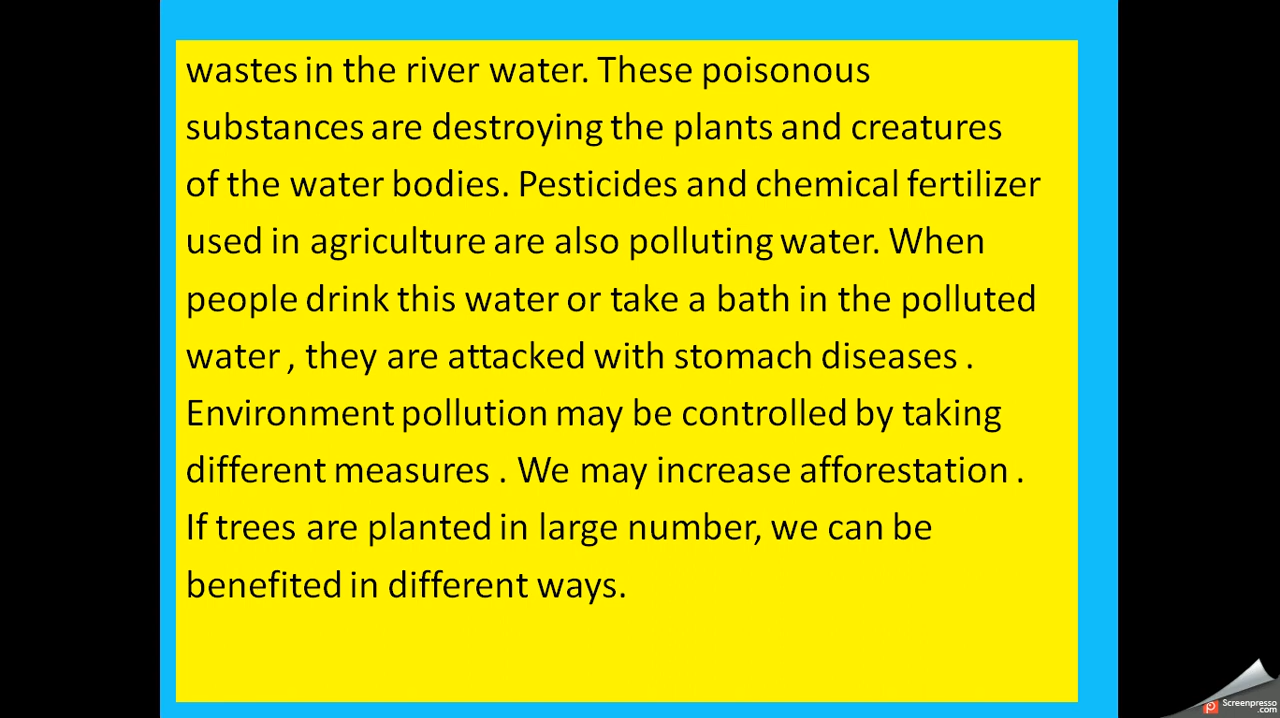 wastes in the river water. These poisonous
substances are destroying the plants and creatures
of the water bodies. Pesticides and chemical fertilizer
used in agriculture are also polluting water. When
people drink this water or take a bath in the polluted
water , they are attacked with stomach diseases .
Environment pollution may be controlled by taking
different measures . We may increase afforestation .
If trees are planted in large number, we can be
benefited in different ways.
Screenpresso
.com